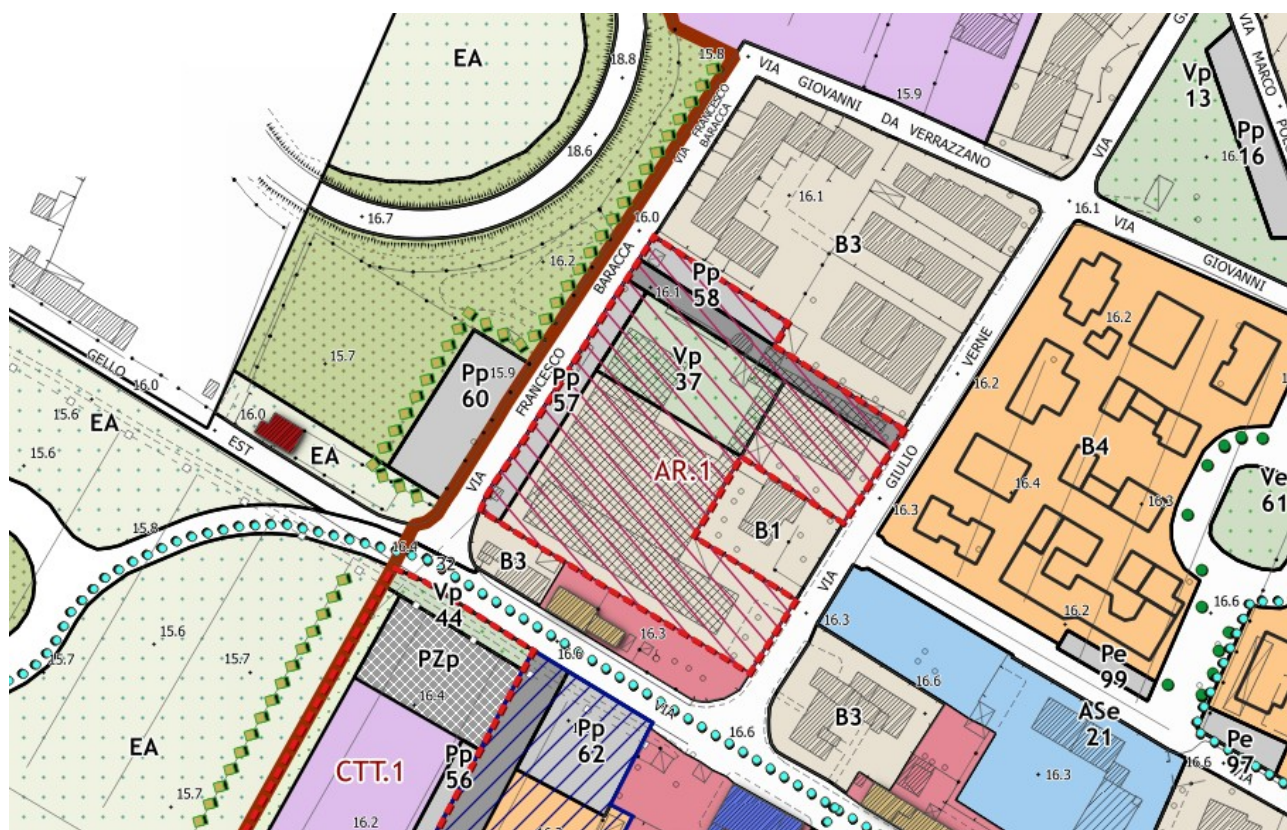 EA
18.8
15.8
VIA
GIOVANNI
15.9
DA VERRAZZANO
VIA FRANCESCO
BARACCA
VIA
VIA MARCO
Vp
13
Pp
16
18.6
16.7
16.1
16.1
VIA
GIOVANNI
16.0
B3
16.2
BARACCA
Pp
58
16.1
16.2
VERNE
16.2
Vp
37
15.7
15.9
Pp
60
Pp
57
FRANCESCO
GELLO
16.0
16.0
EST
EA
EA
15.6
15.6
VIA
AR.1
GIULIO
B4
16.4
16.3
16.3
Ve
61
B1
15.8
16.4
32
B3
Vp
44
VIA
16.3
16.3
16.2
16.6
15.6
15.7
15.7
PZp
16.4
16.6
VIA
16.6
B3
16.6
Pe
99
ASe
21
EA
Pp
56
Pp
62
CTT.1
16.3
Pe
97
16.6
VIA
15.7
16.2